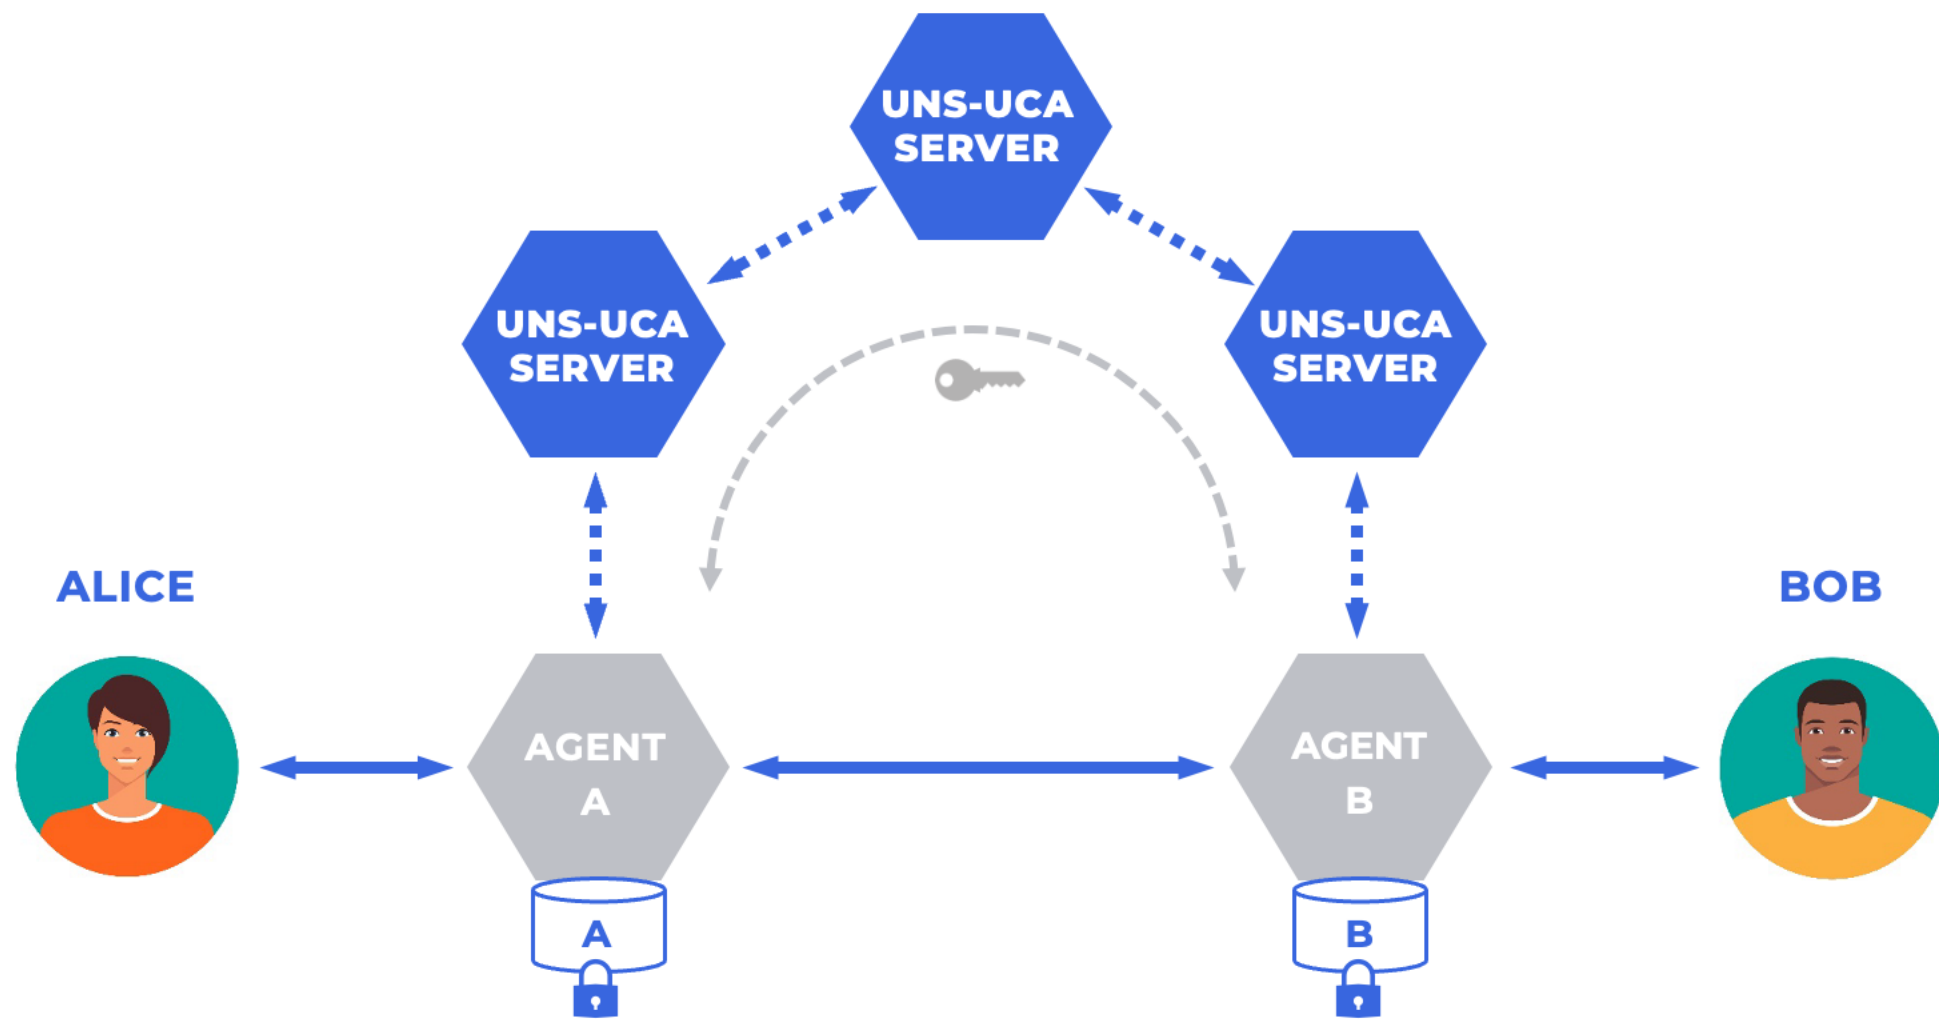 UNS-UCA
SERVER
UNS-UCA
SERVER
UNS-UCA
SERVER
ALICE
BOB
AGENT
A
AGENT
B
A
B